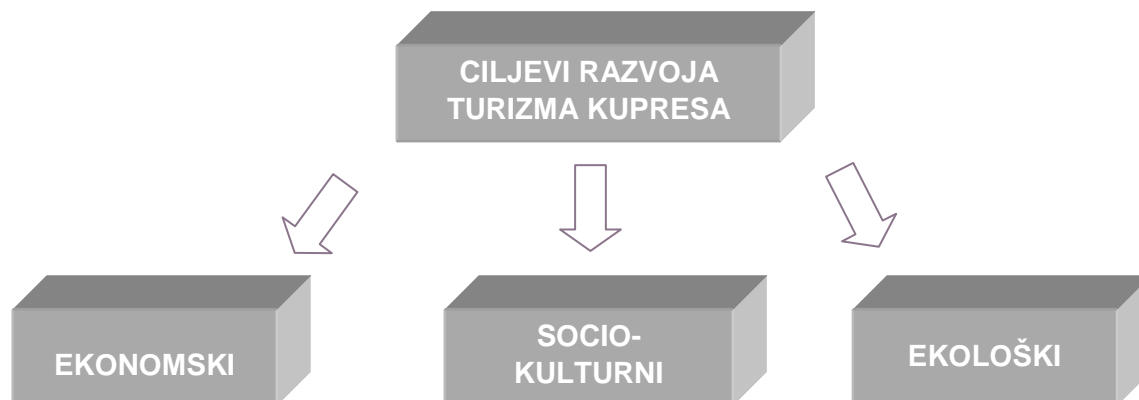 CILJEVI RAZVOJA
TURIZMA KUPRESA
EKONOMSKI
SOCIO-
KULTURNI
EKOLOŠKI